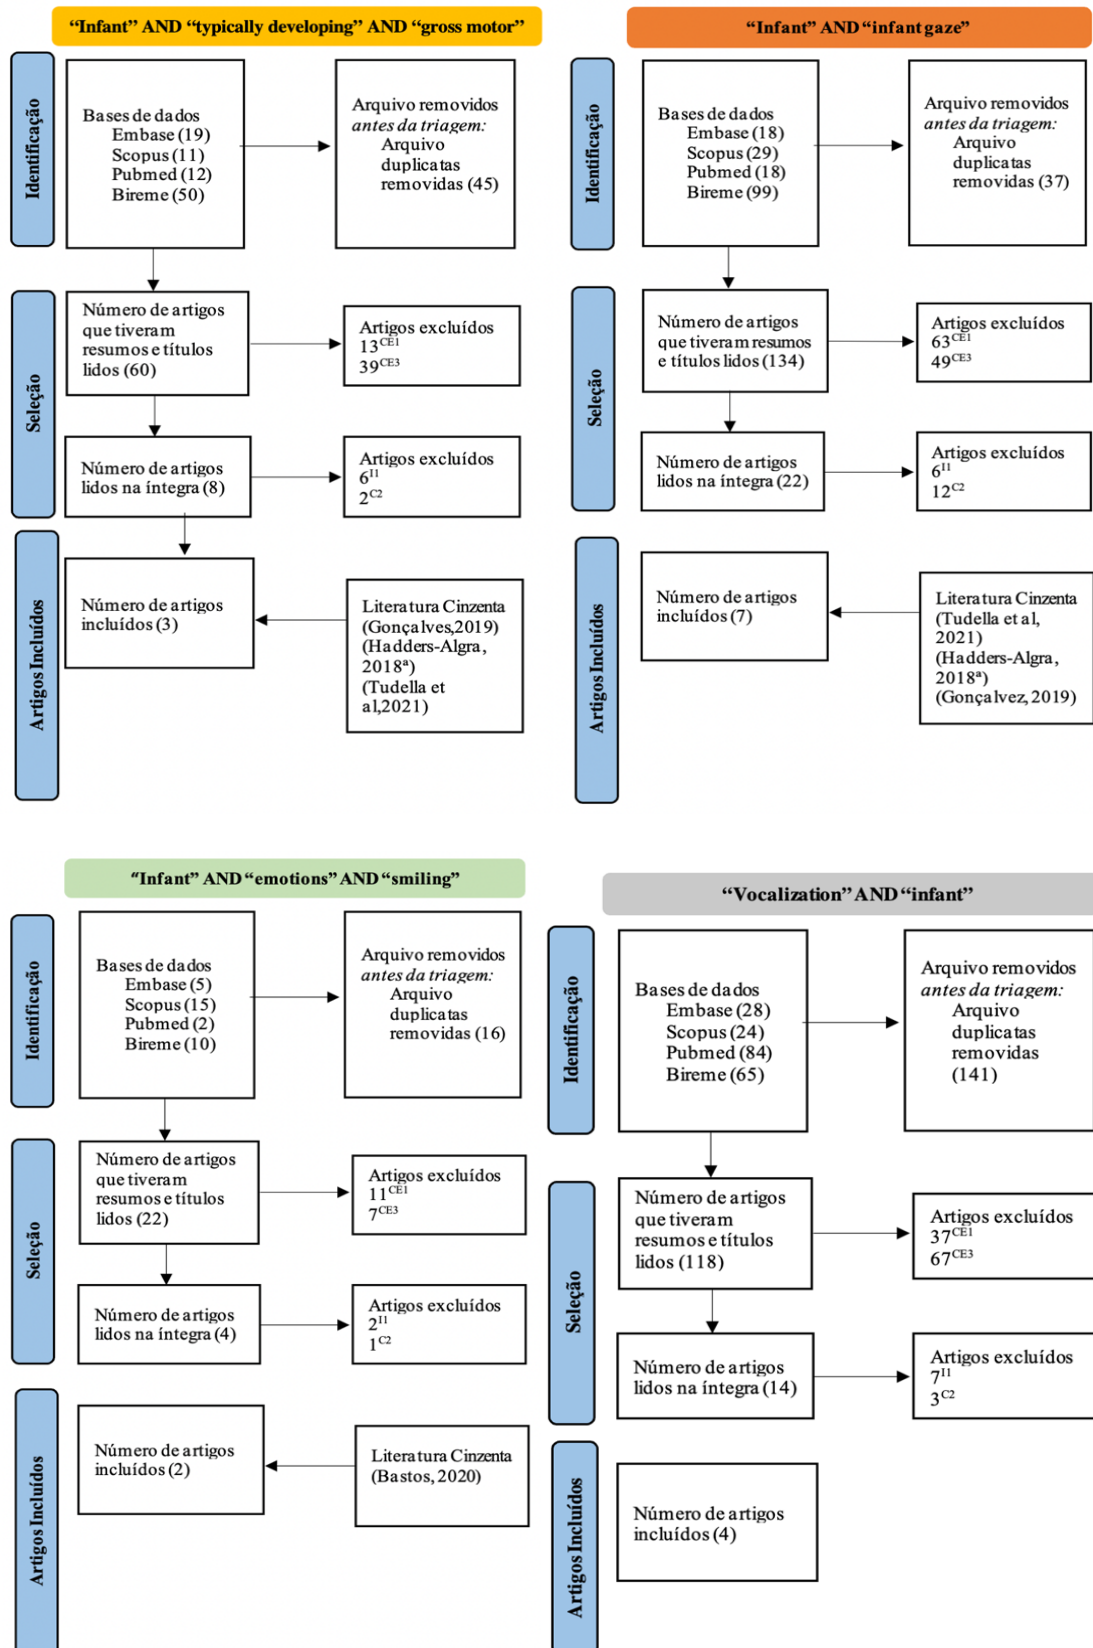 “Infant” AND “typically developing” AND “gross motor”
Identificação
Bases de dados
Embase (19)
Scopus (11)
Pubmed (12)
Bireme (50)
Arquivo removidos
antes da triagem:
Arquivo
duplicatas
removidas (45)
Seleção
Número de artigos
que tiveram
resumos e títulos
lidos (60)
Artigos excluídos
13CE1
39CE3
Número de artigos
lidos na íntegra (8)
Artigos excluídos
6I1
2C2
Artigos Incluídos
Número de artigos
incluídos (3)
Literatura Cinzenta
(Gonçalves,2019)
(Hadders-Algra,
2018ª)
(Tudella et
al,2021)
“Infant” AND “infant gaze”
Identificação
Bases de dados
Embase (18)
Scopus (29)
Pubmed (18)
Bireme (99)
Arquivo removidos
antes da triagem:
Arquivo
duplicatas
removidas (37)
Seleção
Número de artigos
que tiveram resumos
e títulos lidos (134)
Artigos excluídos
63CE1
49CE3
Número de artigos
lidos na íntegra (22)
Artigos excluídos
6I1
12C2
Artigos Incluídos
Número de artigos
incluídos (7)
Literatura Cinzenta
(Tudella et al,
2021)
(Hadders-Algra,
2018ª)
(Gonçalvez, 2019)
“Infant” AND “emotions” AND “smiling”
Identificação
Bases de dados
Embase (5)
Scopus (15)
Pubmed (2)
Bireme (10)
Arquivo removidos
antes da triagem:
Arquivo
duplicatas
removidas (16)
Seleção
Número de artigos
que tiveram
resumos e títulos
lidos (22)
Artigos excluídos
11CE1
7CE3
Número de artigos
lidos na íntegra (4)
Artigos excluídos
2I1
1C2
Artigos Incluídos
Número de artigos
incluídos (2)
Literatura Cinzenta
(Bastos, 2020)
“Vocalization” AND “infant”
Identificação
Bases de dados
Embase (28)
Scopus (24)
Pubmed (84)
Bireme (65)
Arquivo removidos
antes da triagem:
Arquivo
duplicatas
removidas
(141)
Seleção
Número de artigos
que tiveram
resumos e títulos
lidos (118)
Artigos excluídos
37CE1
67CE3
Número de artigos
lidos na íntegra (14)
Artigos excluídos
7I1
3C2
Artigos Incluídos
Número de artigos
incluídos (4)